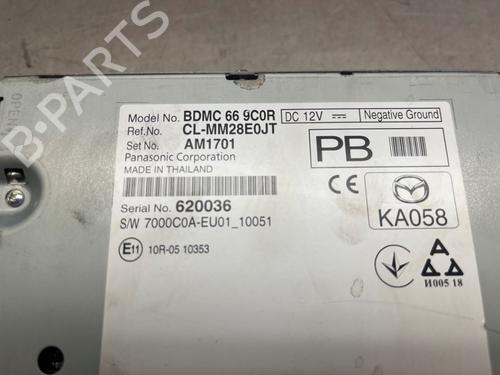 B-Parts
OPEN
Model No. BDMC 66 9C0R
DC 12V
Negative Ground
Ref.No. CL-MM28E0JT
Set No. AM1701
Panasonic Corporation
MADE IN THAILAND
PB
CE
Serial No. 620036
S/W 7000C0A-EU01_10051
KA058
E11 10R-05 10353
И005 18